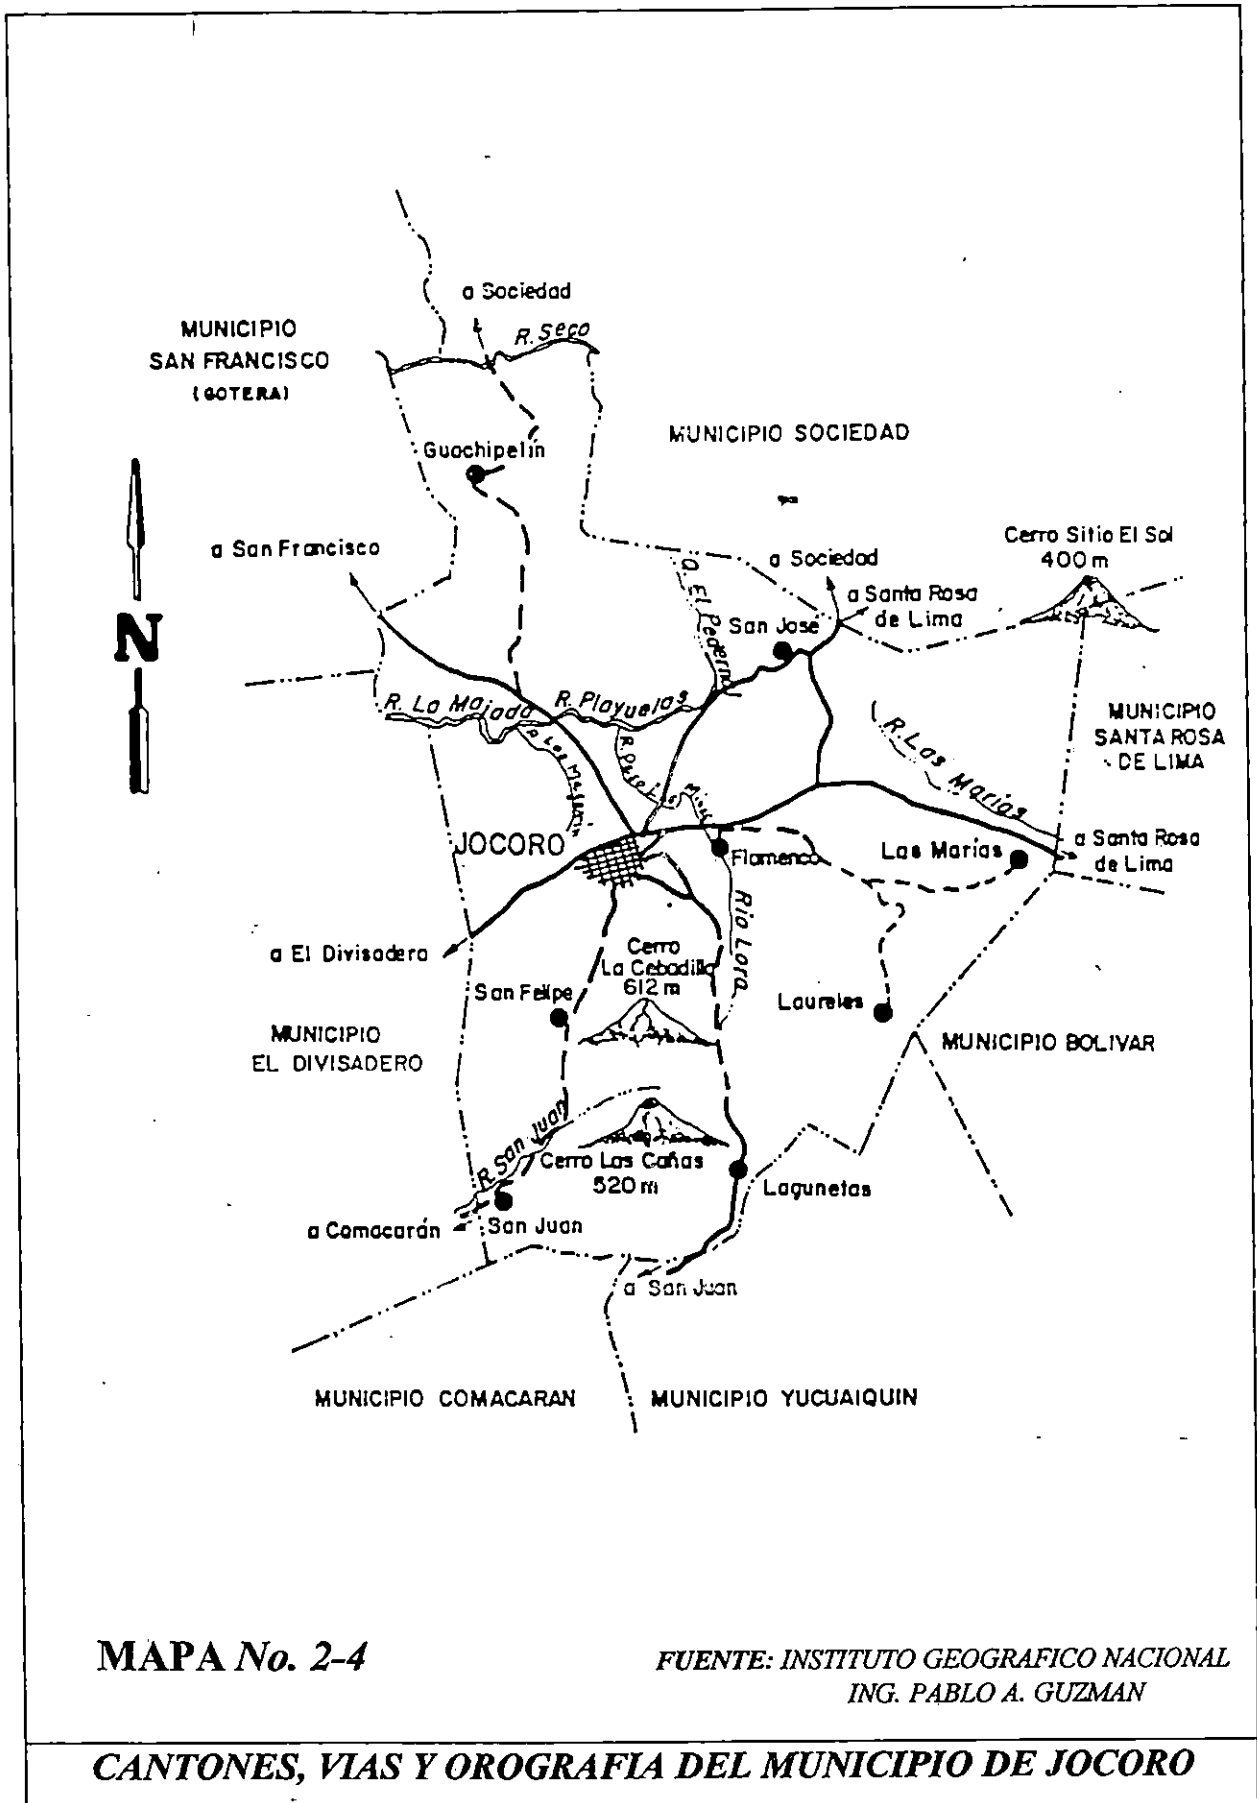 a Sociedad
R. Seco
MUNICIPIO
SAN FRANCISCO
(GOTERA)
MUNICIPIO SOCIEDAD
Guachipelín
a San Francisco
a Sociedad
Cerro Sitio El Sol
400 m
a Santa Rosa
de Lima
Q. El Pedernal
San José
N
R. La Majada
R. Playuelas
MUNICIPIO
SANTA ROSA
DE LIMA
R. Las Marías
R. Paso Las
JOCORO
Flamenco
Las Marías
a Santa Rosa
de Lima
Río Lora
a El Divisadero
Cerro
La Cebadilla
612 m
San Felipe
Laureles
MUNICIPIO
EL DIVISADERO
MUNICIPIO BOLIVAR
R. San Juan
Cerro Las Cañas
520 m
Lagunetas
San Juan
a Comacarán
a San Juan
MUNICIPIO COMACARAN
MUNICIPIO YUCUAIQUIN
MAPA No. 2-4
FUENTE: INSTITUTO GEOGRAFICO NACIONAL
ING. PABLO A. GUZMAN
CANTONES, VIAS Y OROGRAFIA DEL MUNICIPIO DE JOCORO